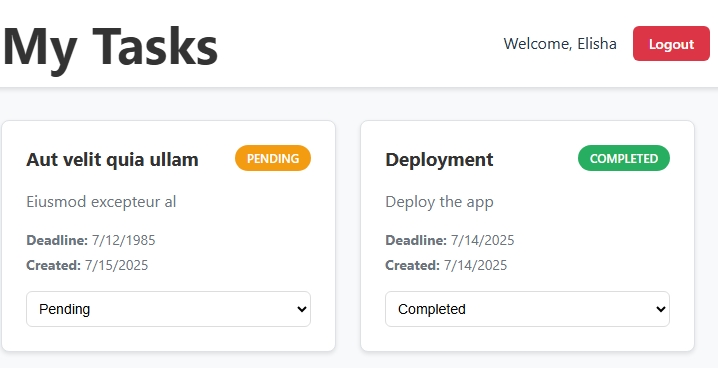 My Tasks
Welcome, Elisha
Logout
Aut velit quia ullam
PENDING
Eiusmod excepteur al
Deadline: 7/12/1985
Created: 7/15/2025
Pending
Deployment
COMPLETED
Deploy the app
Deadline: 7/14/2025
Created: 7/14/2025
Completed